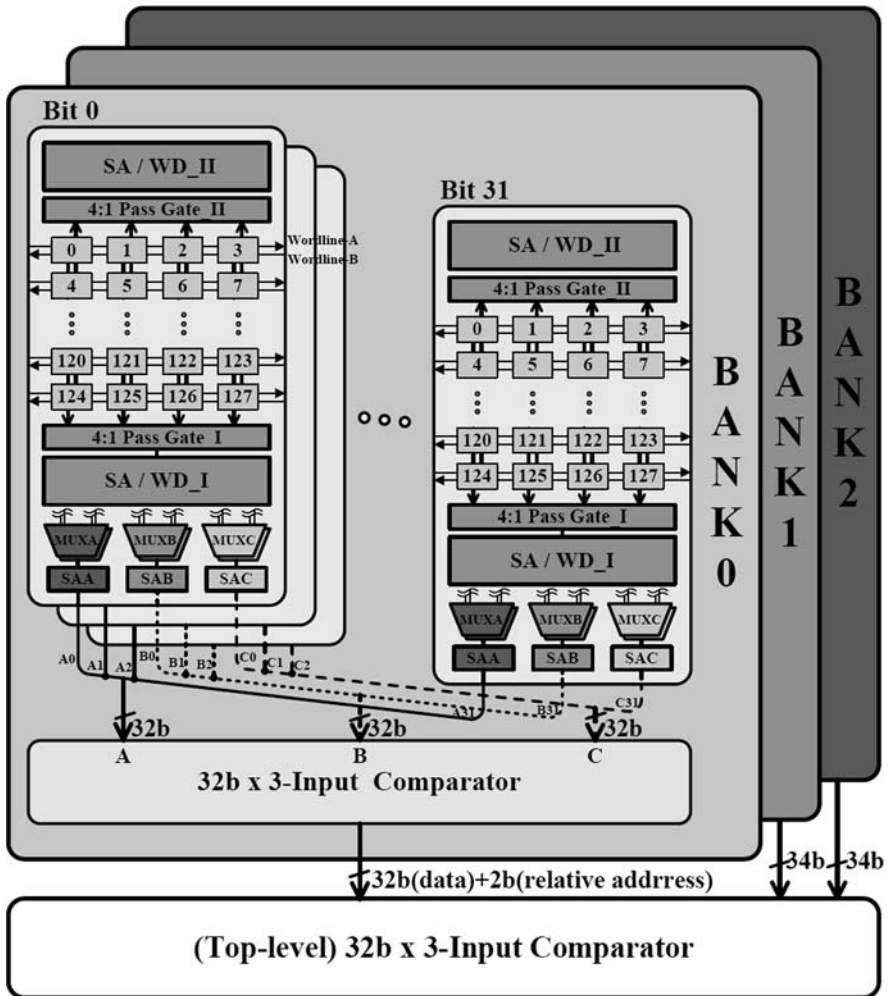 Bit 0
SA / WD_II
4:1 Pass Gate_II
0 1 2 3
Wordline-A
Wordline-B
4 5 6 7
120 121 122 123
124 125 126 127
4:1 Pass Gate_I
SA / WD_I
MUXA MUXB MUXC
SAA SAB SAC
Bit 31
SA / WD_II
4:1 Pass Gate_II
0 1 2 3
4 5 6 7
120 121 122 123
124 125 126 127
4:1 Pass Gate_I
SA / WD_I
MUXA MUXB MUXC
SAA SAB SAC
BANK0
BANK1
BANK2
A0 A1 A2 B0 B1 B2 C0 C1 C2
A31 B31 C31
32b 32b 32b
A B C
32b x 3-Input Comparator
32b(data)+2b(relative addrress)
34b 34b
(Top-level) 32b x 3-Input Comparator